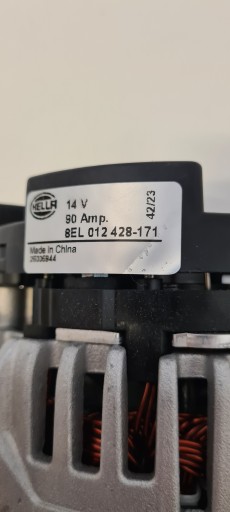 HELLA
14 V
90 Amp.
42/23
8EL 012 428-171
Made in China